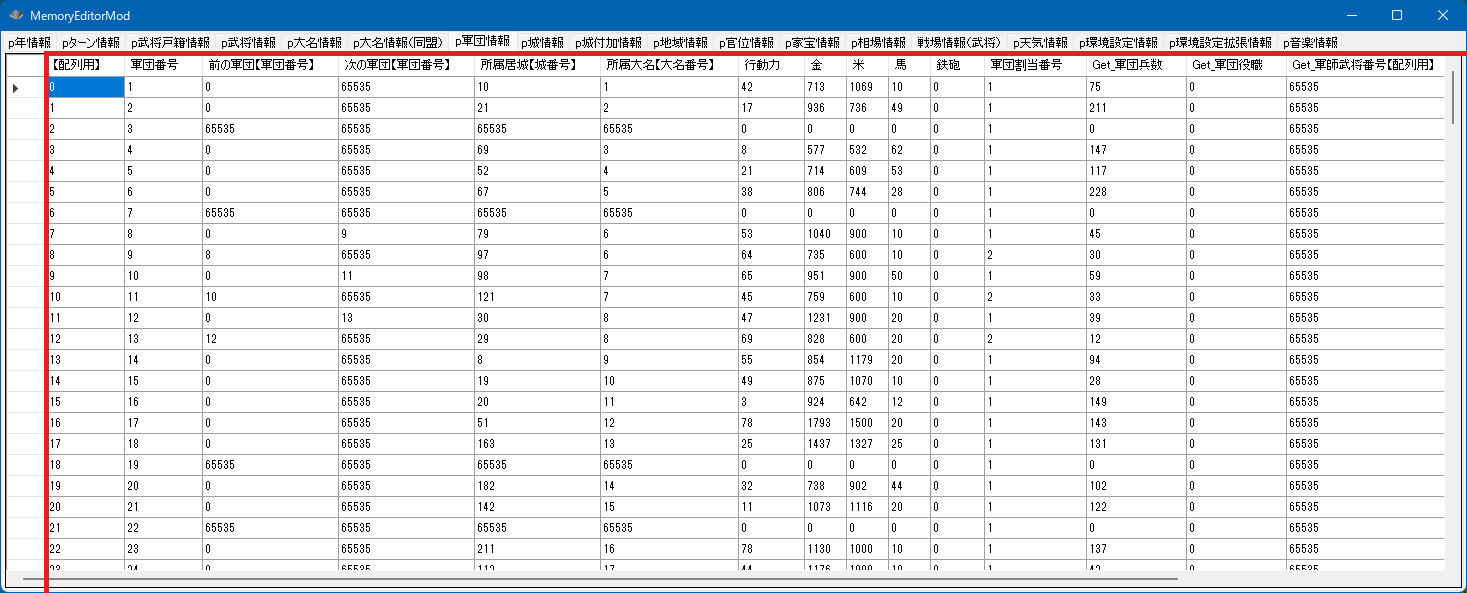 MemoryEditorMod
p年情報 pターン情報 p武将戸籍情報 p武将情報 p大名情報 p大名情報(同盟) p軍団情報 p城情報 p城付加情報 p地域情報 p官位情報 p家宝情報 p相場情報 戦場情報(武将) p天気情報 p環境設定情報 p環境設定拡張情報 p音楽情報
【配列用】 軍団番号 前の軍団【軍団番号】 次の軍団【軍団番号】 所属居城【城番号】 所属大名【大名番号】 行動力 金 米 馬 鉄砲 軍団割当番号 Get_軍団兵数 Get_軍団役職 Get_軍師武将番号【配列用】
0 1 0 65535 10 1 42 713 1069 10 0 1 75 0 65535
1 2 0 65535 21 2 17 936 736 49 0 1 211 0 65535
2 3 65535 65535 65535 65535 0 0 0 0 0 1 0 0 65535
3 4 0 65535 69 3 8 577 532 62 0 1 147 0 65535
4 5 0 65535 52 4 21 714 609 53 0 1 117 0 65535
5 6 0 65535 67 5 38 806 744 28 0 1 228 0 65535
6 7 65535 65535 65535 65535 0 0 0 0 0 1 0 0 65535
7 8 0 9 79 6 53 1040 900 10 0 1 45 0 65535
8 9 8 65535 97 6 64 735 600 10 0 2 30 0 65535
9 10 0 11 98 7 65 951 900 50 0 1 59 0 65535
10 11 10 65535 121 7 45 759 600 10 0 2 33 0 65535
11 12 0 13 30 8 47 1231 900 20 0 1 39 0 65535
12 13 12 65535 29 8 69 828 600 20 0 2 12 0 65535
13 14 0 65535 8 9 55 854 1179 20 0 1 94 0 65535
14 15 0 65535 19 10 49 875 1070 10 0 1 28 0 65535
15 16 0 65535 20 11 3 924 642 12 0 1 149 0 65535
16 17 0 65535 51 12 78 1793 1500 20 0 1 143 0 65535
17 18 0 65535 163 13 25 1437 1327 25 0 1 131 0 65535
18 19 65535 65535 65535 65535 0 0 0 0 0 1 0 0 65535
19 20 0 65535 182 14 32 738 902 44 0 1 102 0 65535
20 21 0 65535 142 15 11 1073 1116 20 0 1 122 0 65535
21 22 65535 65535 65535 65535 0 0 0 0 0 1 0 0 65535
22 23 0 65535 211 16 78 1130 1000 10 0 1 137 0 65535
23 24 0 65535 17 44 1000 10 0 1 0 65535